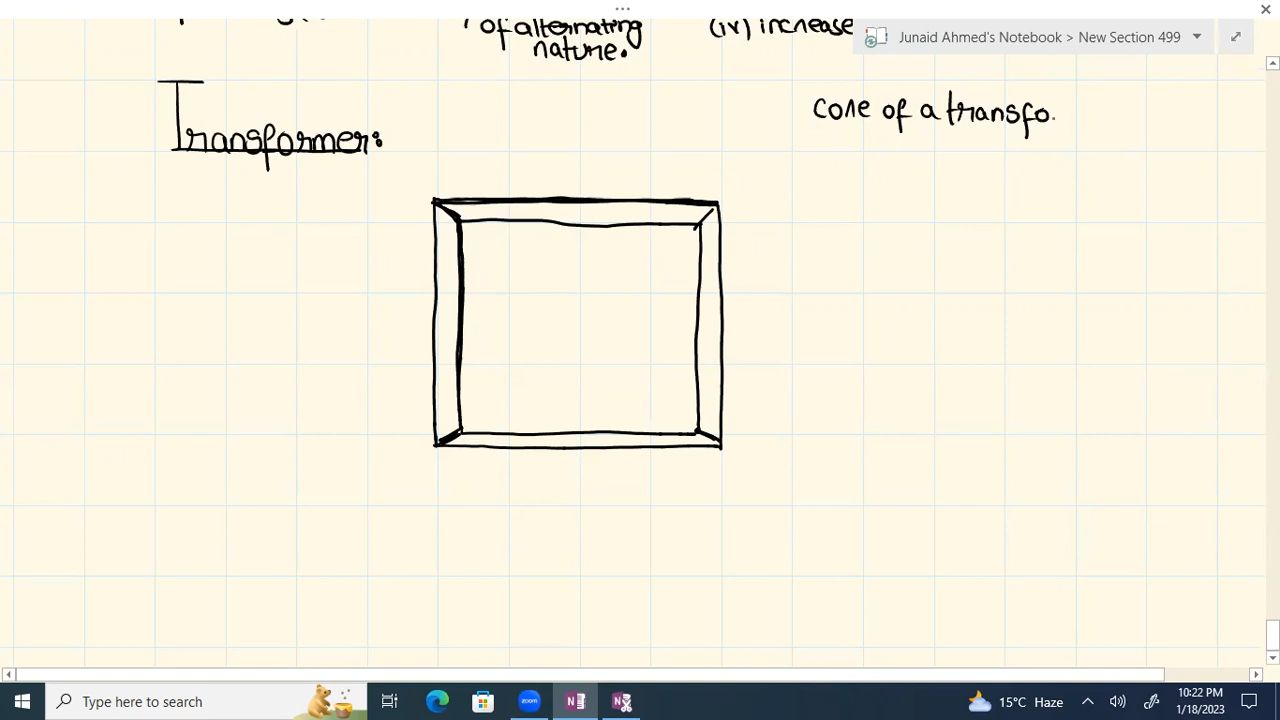 of alternating
nature.
(iv) increase
Junaid Ahmed's Notebook > New Section 499
Transformer:
core of a transfo.
Type here to search
zoom
15°C Haze
10:22 PM
1/18/2023